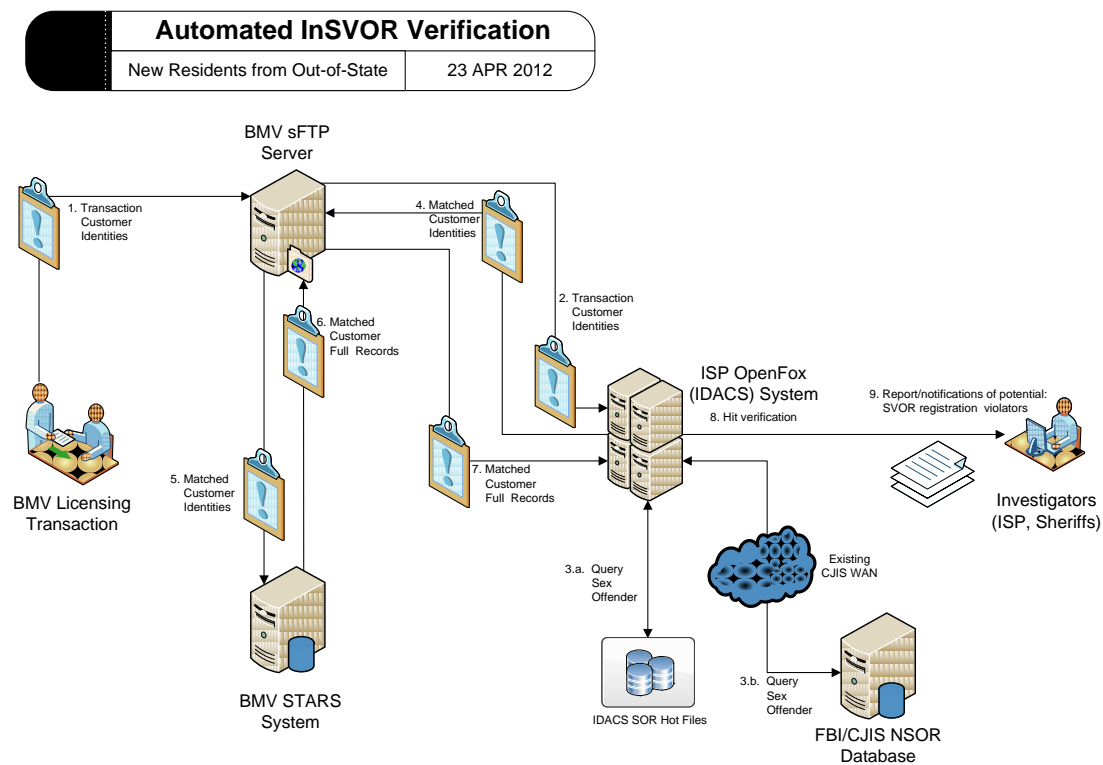 Automated InSVOR Verification
New Residents from Out-of-State
23 APR 2012
BMV sFTP
Server
1. Transaction
Customer
Identities
4. Matched
Customer
Identities
2. Transaction
Customer
Identities
6. Matched
Customer
Full Records
ISP OpenFox
(IDACS) System
8. Hit verification
9. Report/notifications of potential:
SVOR registration violators
BMV Licensing
Transaction
5. Matched
Customer
Identities
7. Matched
Customer
Full Records
Investigators
(ISP, Sheriffs)
Existing
CJIS WAN
3.a. Query
Sex
Offender
BMV STARS
System
IDACS SOR Hot Files
3.b. Query
Sex
Offender
FBI/CJIS NSOR
Database